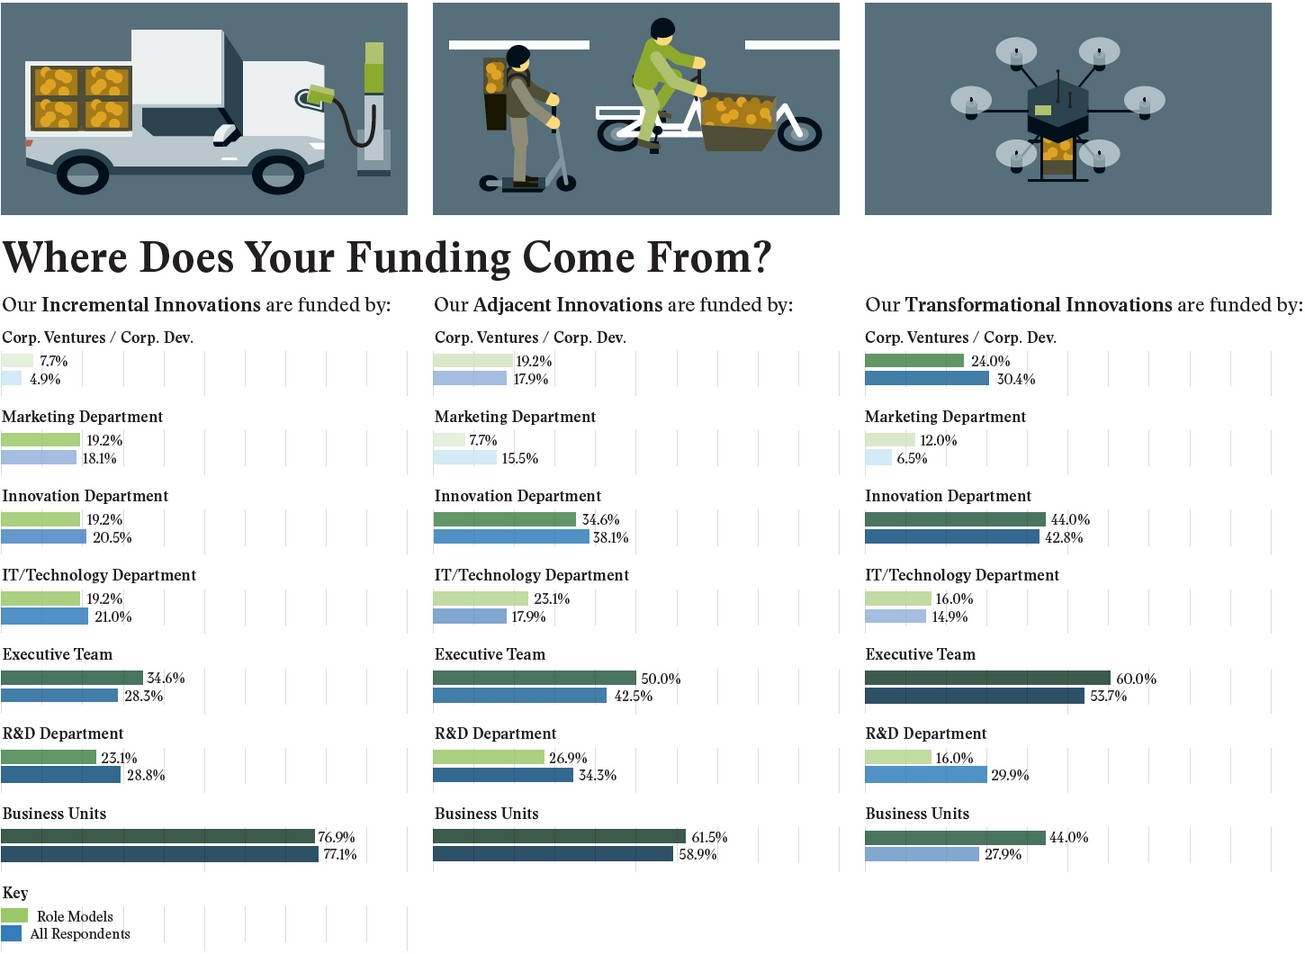 Where Does Your Funding Come From?
Our Incremental Innovations are funded by:
Corp. Ventures / Corp. Dev.
7.7%
4.9%
Marketing Department
19.2%
18.1%
Innovation Department
19.2%
20.5%
IT/Technology Department
19.2%
21.0%
Executive Team
34.6%
28.3%
R&D Department
23.1%
28.8%
Business Units
76.9%
77.1%
Key
Role Models
All Respondents
Our Adjacent Innovations are funded by:
Corp. Ventures / Corp. Dev.
19.2%
17.9%
Marketing Department
7.7%
15.5%
Innovation Department
34.6%
38.1%
IT/Technology Department
23.1%
17.9%
Executive Team
50.0%
42.5%
R&D Department
26.9%
34.3%
Business Units
61.5%
58.9%
Our Transformational Innovations are funded by:
Corp. Ventures / Corp. Dev.
24.0%
30.4%
Marketing Department
12.0%
6.5%
Innovation Department
44.0%
42.8%
IT/Technology Department
16.0%
14.9%
Executive Team
60.0%
53.7%
R&D Department
16.0%
29.9%
Business Units
44.0%
27.9%